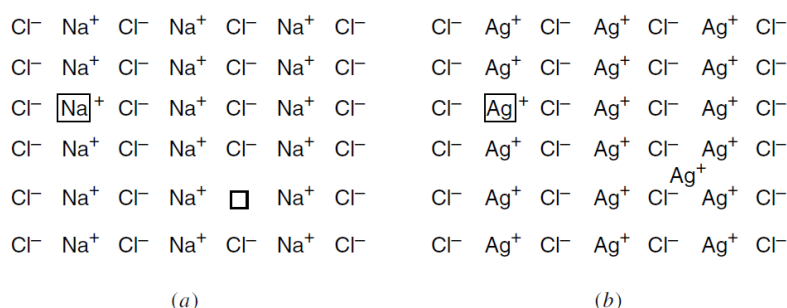 Cl– Na+ Cl– Na+ Cl– Na+ Cl– Cl– Ag+ Cl– Ag+ Cl– Ag+ Cl–
Cl– Na+ Cl– Na+ Cl– Na+ Cl– Cl– Ag+ Cl– Ag+ Cl– Ag+ Cl–
Cl– Na+ Cl– Na+ Cl– Na+ Cl– Cl– Ag+ Cl– Ag+ Cl– Ag+ Cl–
Cl– Na+ Cl– Na+ Cl– Na+ Cl– Cl– Ag+ Cl– Ag+ Cl– Ag+ Cl–
Ag+
Cl– Na+ Cl– Na+ Na+ Cl– Cl– Ag+ Cl– Ag+ Cl– Ag+ Cl–
Cl– Na+ Cl– Na+ Cl– Na+ Cl– Cl– Ag+ Cl– Ag+ Cl– Ag+ Cl–
(a) (b)